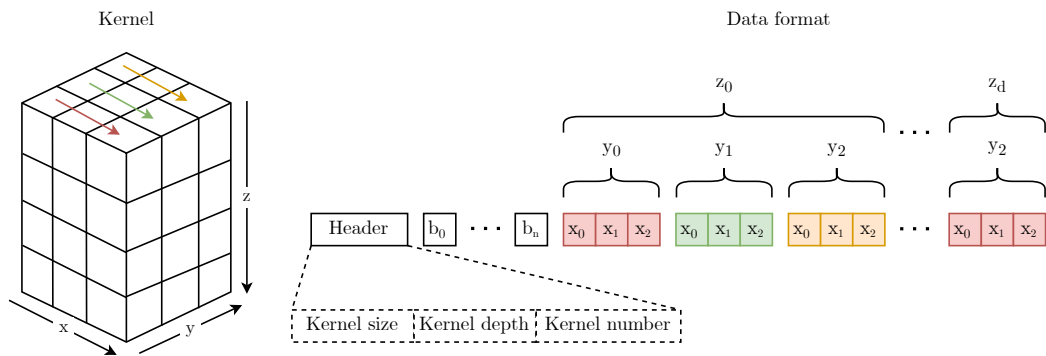 Kernel
Data format
z0 zd
y0 y1 y2 y2
z
Header b0 ··· bn x0 x1 x2 x0 x1 x2 x0 x1 x2 ··· x0 x1 x2
x y
Kernel size Kernel depth Kernel number